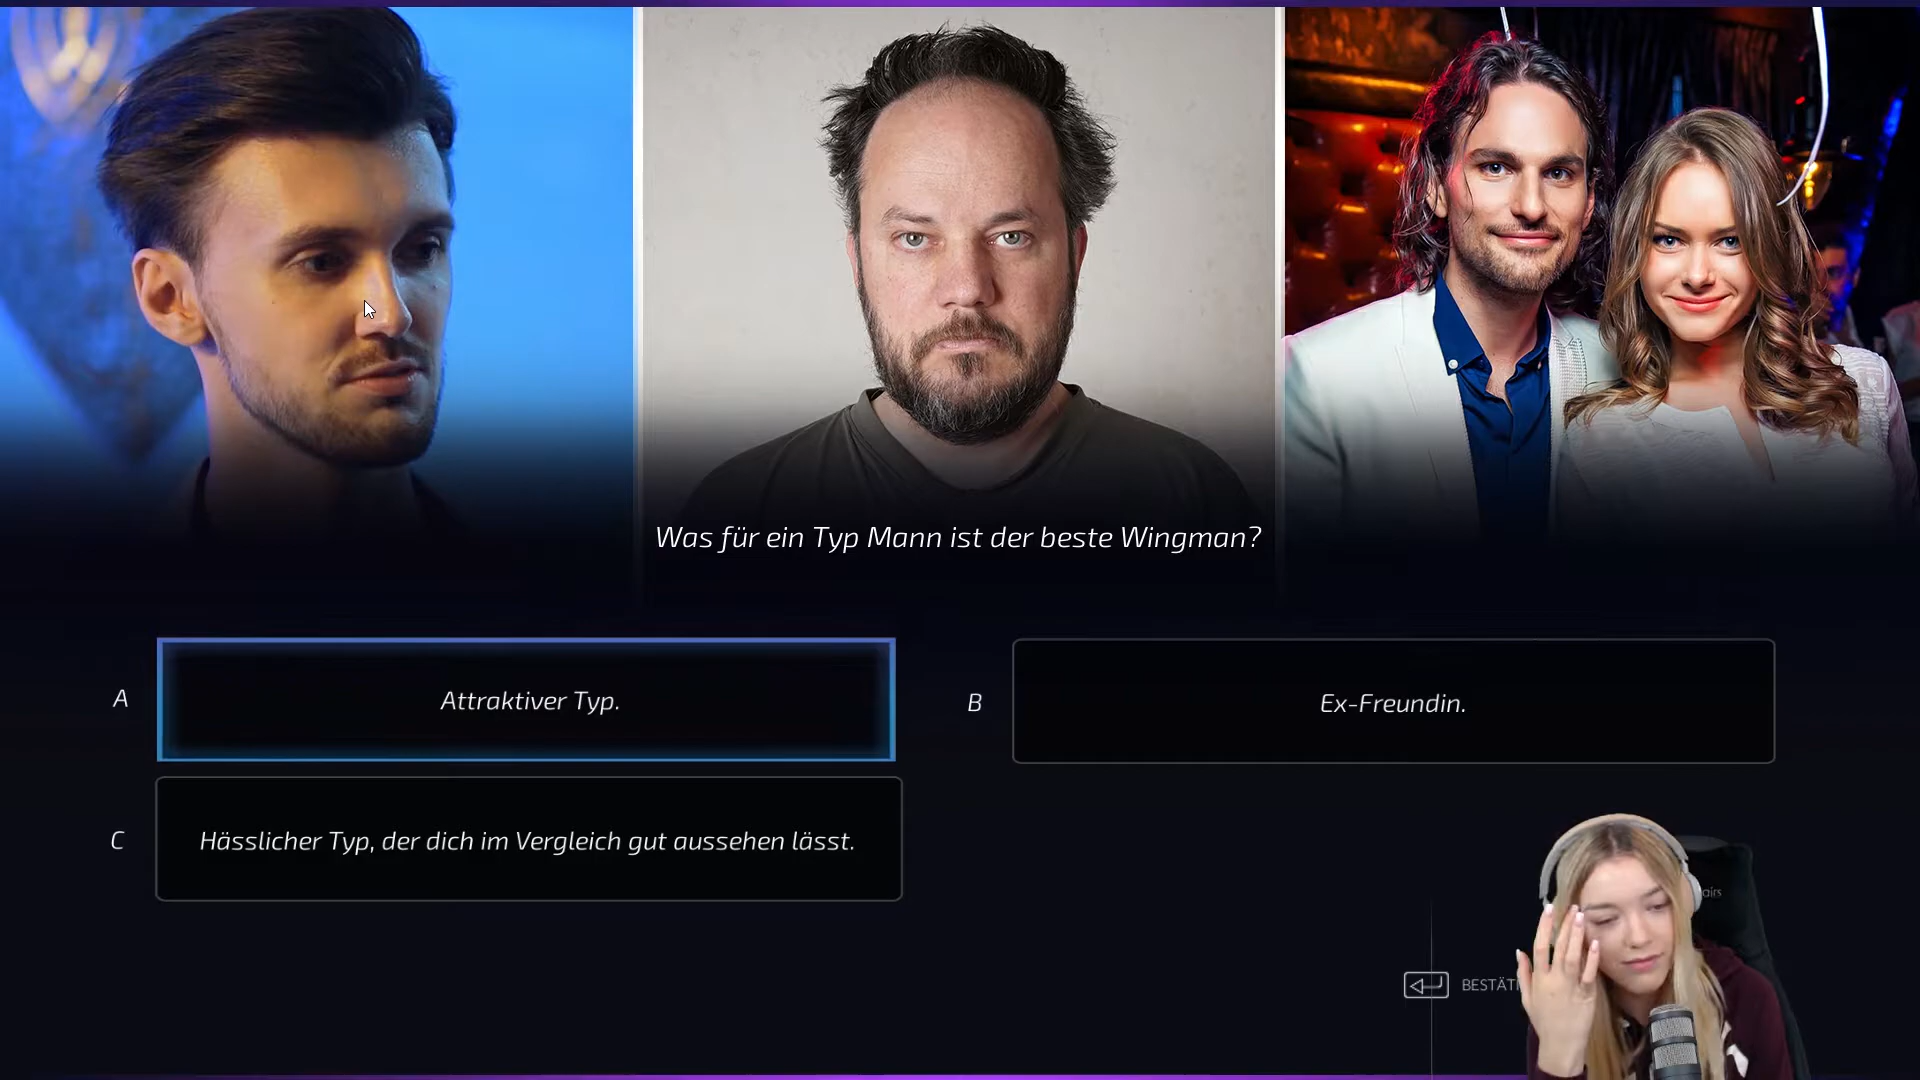 Was für ein Typ Mann ist der beste Wingman?
A
Attraktiver Typ.
B
Ex-Freundin.
C
Hässlicher Typ, der dich im Vergleich gut aussehen lässt.